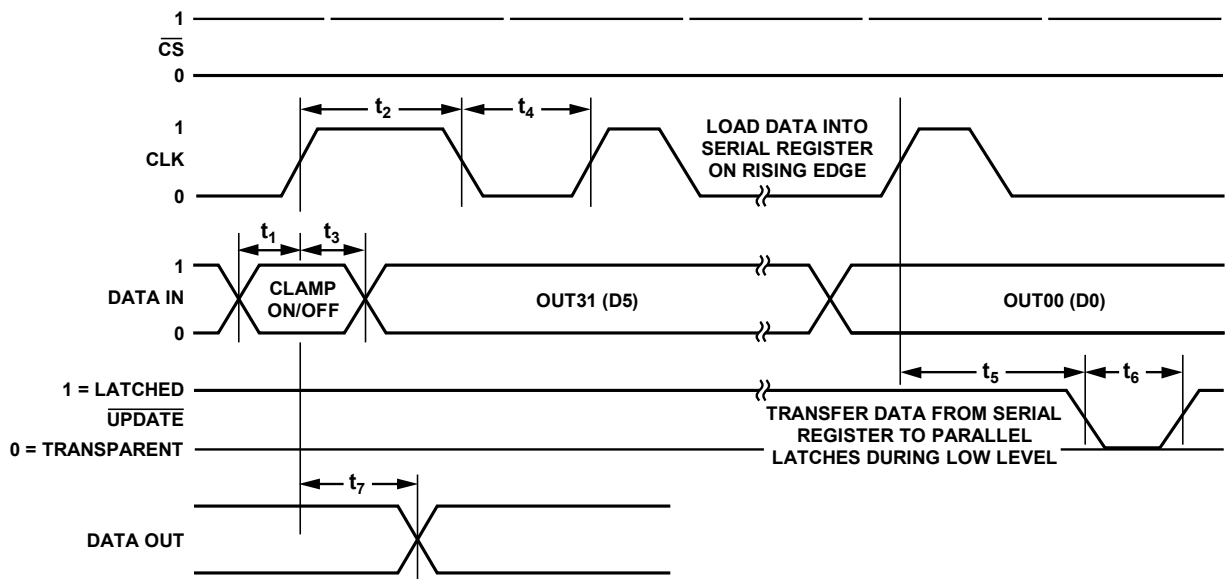 1
CS
0
t2
t4
1
CLK
0
LOAD DATA INTO
SERIAL REGISTER
ON RISING EDGE
t1
t3
1
DATA IN
0
CLAMP
ON/OFF
OUT31 (D5)
OUT00 (D0)
t5
t6
1 = LATCHED
UPDATE
0 = TRANSPARENT
TRANSFER DATA FROM SERIAL
REGISTER TO PARALLEL
LATCHES DURING LOW LEVEL
t7
DATA OUT